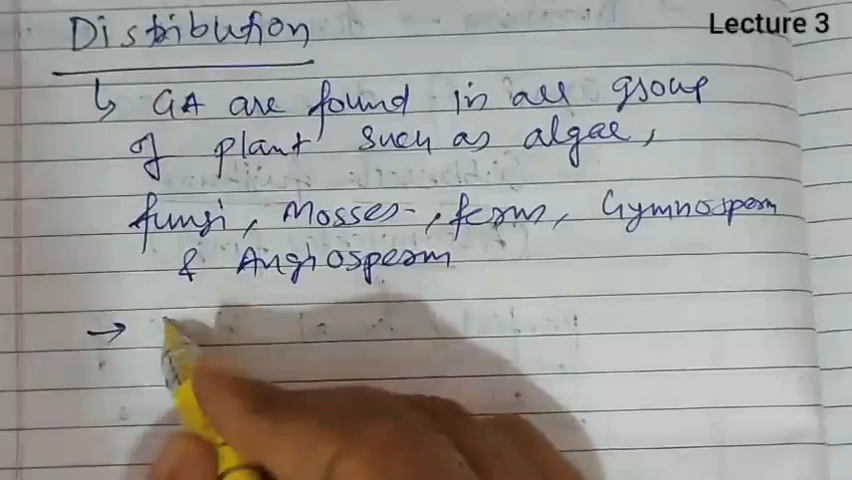 Lecture 3
Distribution
↳ GA are found in all group
of plant such as algae,
fungi, Mosses, ferns, Gymnosperm
& Angiosperm
→